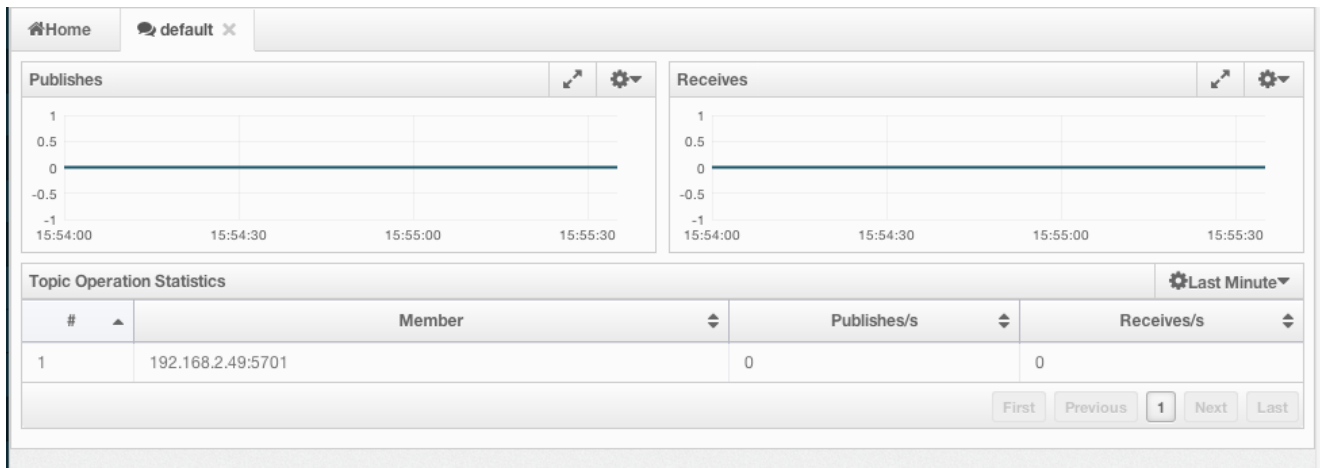 Home default
Publishes
1
0.5
0
-0.5
-1
15:54:00 15:54:30 15:55:00 15:55:30
Receives
1
0.5
0
-0.5
-1
15:54:00 15:54:30 15:55:00 15:55:30
Topic Operation Statistics Last Minute
# Member Publishes/s Receives/s
1 192.168.2.49:5701 0 0
First Previous 1 Next Last